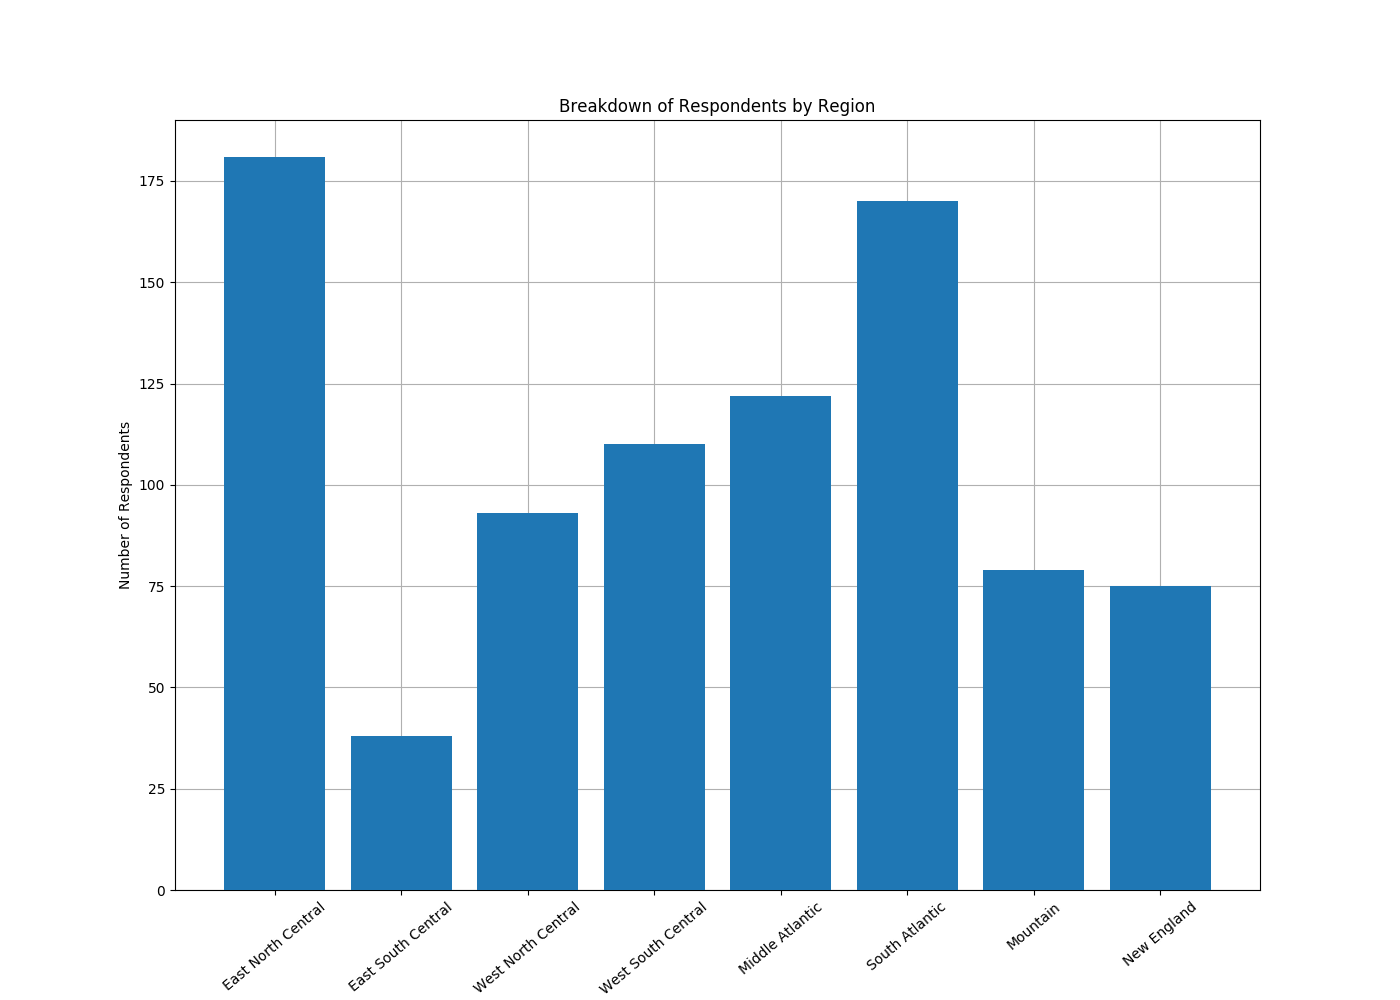 Breakdown of Respondents by Region
175
150
125
100
75
50
25
0
Number of Respondents
East North Central
East South Central
West North Central
West South Central
Middle Atlantic
South Atlantic
Mountain
New England